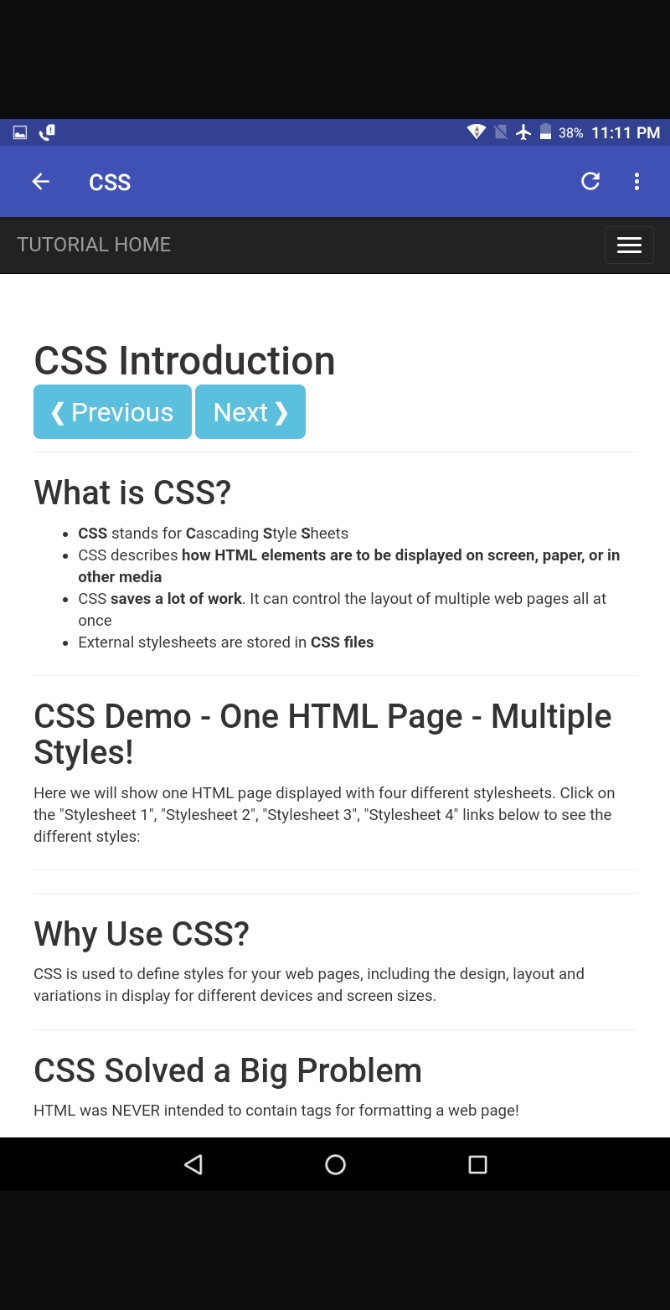 38% 11:11 PM
CSS
TUTORIAL HOME
CSS Introduction
❮ Previous Next ❯
What is CSS?
• CSS stands for Cascading Style Sheets
• CSS describes how HTML elements are to be displayed on screen, paper, or in
other media
• CSS saves a lot of work. It can control the layout of multiple web pages all at
once
• External stylesheets are stored in CSS files
CSS Demo - One HTML Page - Multiple
Styles!
Here we will show one HTML page displayed with four different stylesheets. Click on
the "Stylesheet 1", "Stylesheet 2", "Stylesheet 3", "Stylesheet 4" links below to see the
different styles:
Why Use CSS?
CSS is used to define styles for your web pages, including the design, layout and
variations in display for different devices and screen sizes.
CSS Solved a Big Problem
HTML was NEVER intended to contain tags for formatting a web page!